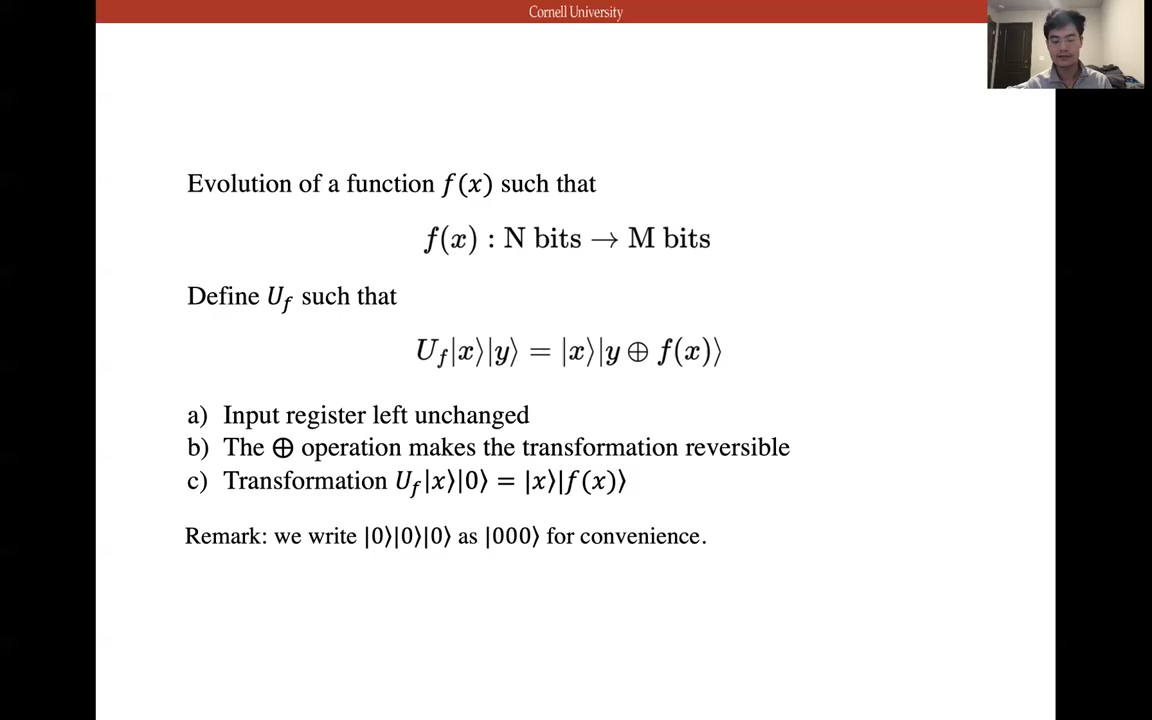 Cornell University
Evolution of a function f(x) such that
f(x) : N bits → M bits
Define U_f such that
U_f|x⟩|y⟩ = |x⟩|y ⊕ f(x)⟩
a) Input register left unchanged
b) The ⊕ operation makes the transformation reversible
c) Transformation U_f|x⟩|0⟩ = |x⟩|f(x)⟩
Remark: we write |0⟩|0⟩|0⟩ as |000⟩ for convenience.